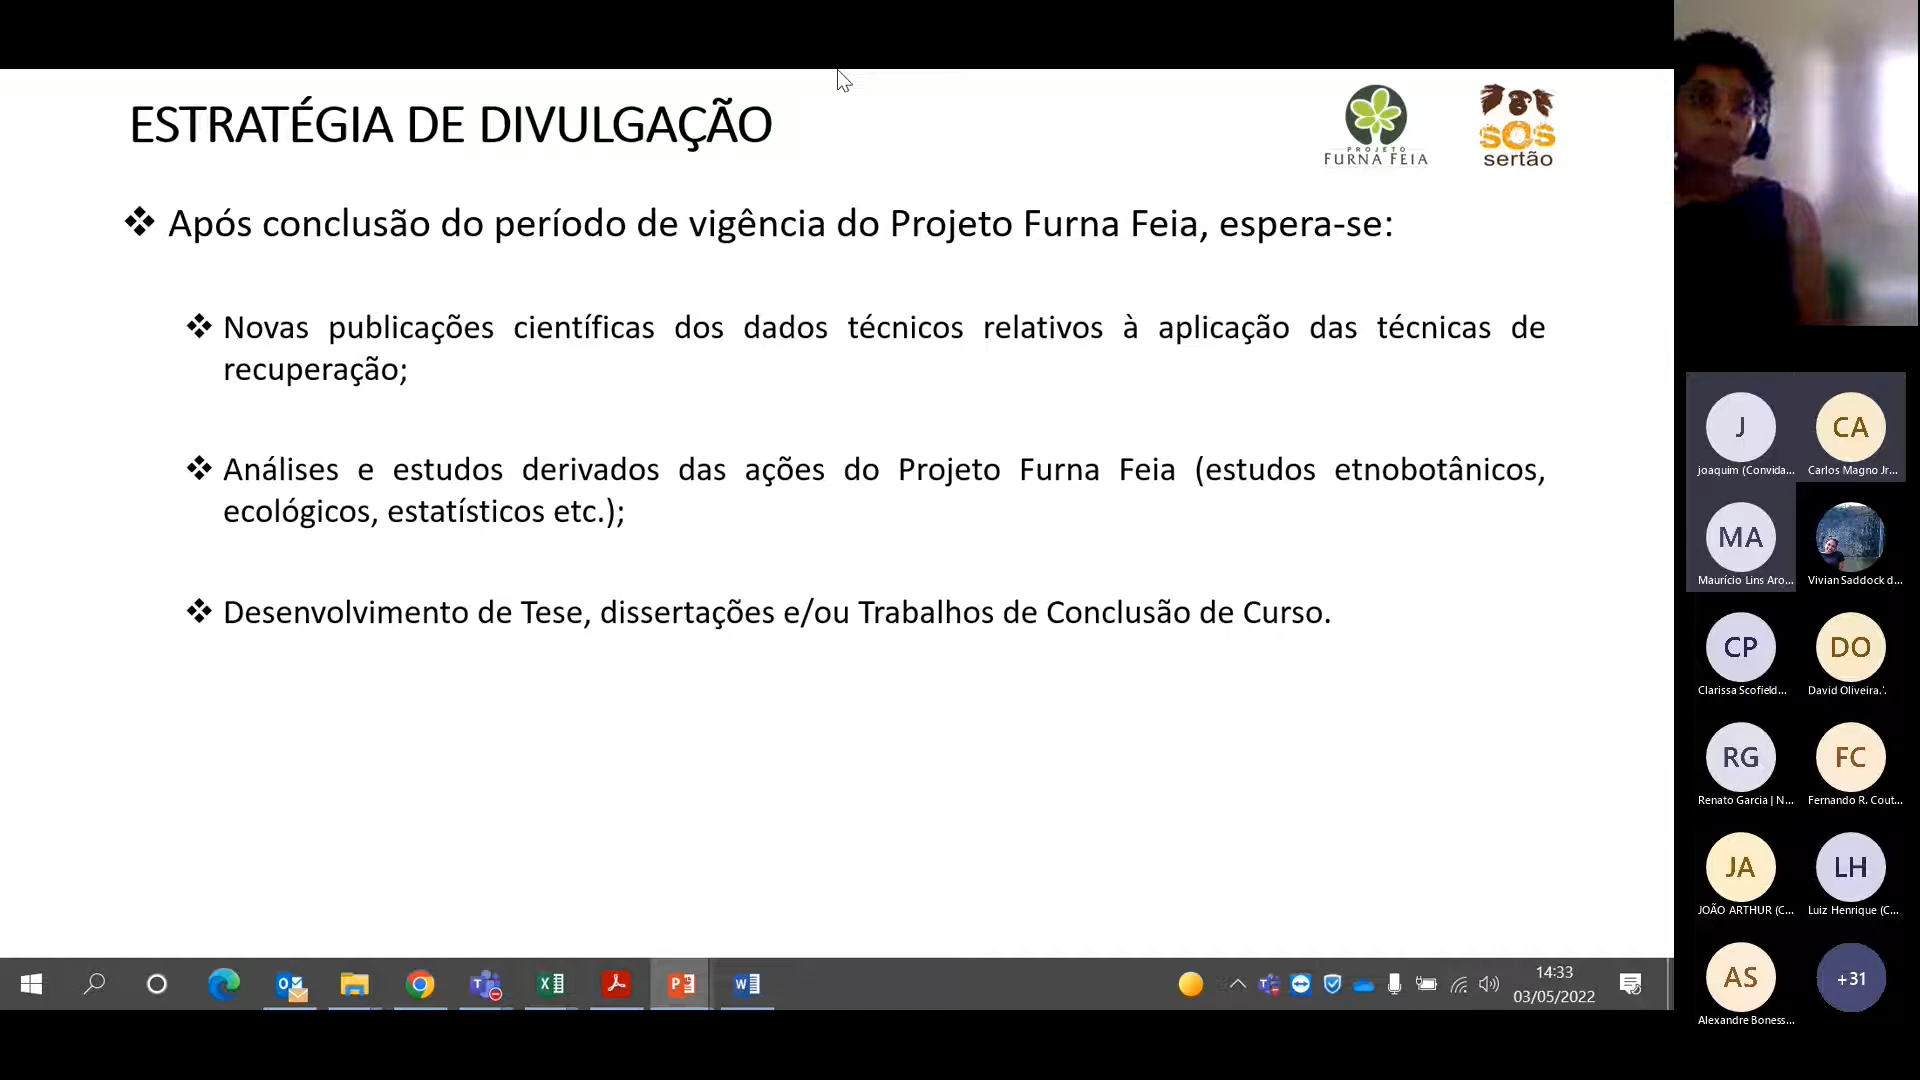 ESTRATÉGIA DE DIVULGAÇÃO
PROJETO
FURNA FEIA
SOS
sertão
❖ Após conclusão do período de vigência do Projeto Furna Feia, espera-se:
❖ Novas publicações científicas dos dados técnicos relativos à aplicação das técnicas de
recuperação;
❖ Análises e estudos derivados das ações do Projeto Furna Feia (estudos etnobotânicos,
ecológicos, estatísticos etc.);
❖ Desenvolvimento de Tese, dissertações e/ou Trabalhos de Conclusão de Curso.
J
CA
joaquim (Convida...
Carlos Magno Jr...
MA
Maurício Lins Aro...
Vivian Saddock d...
CP
DO
Clarissa Scofield...
David Oliveira.'.
RG
FC
Renato Garcia | N...
Fernando R. Cout...
JA
LH
JOÃO ARTHUR (C...
Luiz Henrique (C...
AS
+31
Alexandre Boness...
14:33
03/05/2022